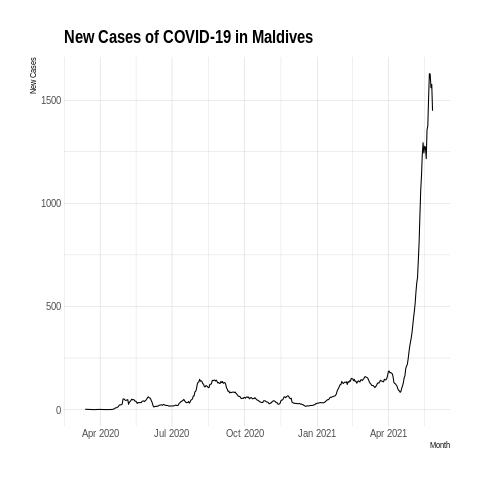 New Cases of COVID-19 in Maldives
New Cases
1500
1000
500
0
Apr 2020
Jul 2020
Oct 2020
Jan 2021
Apr 2021
Month